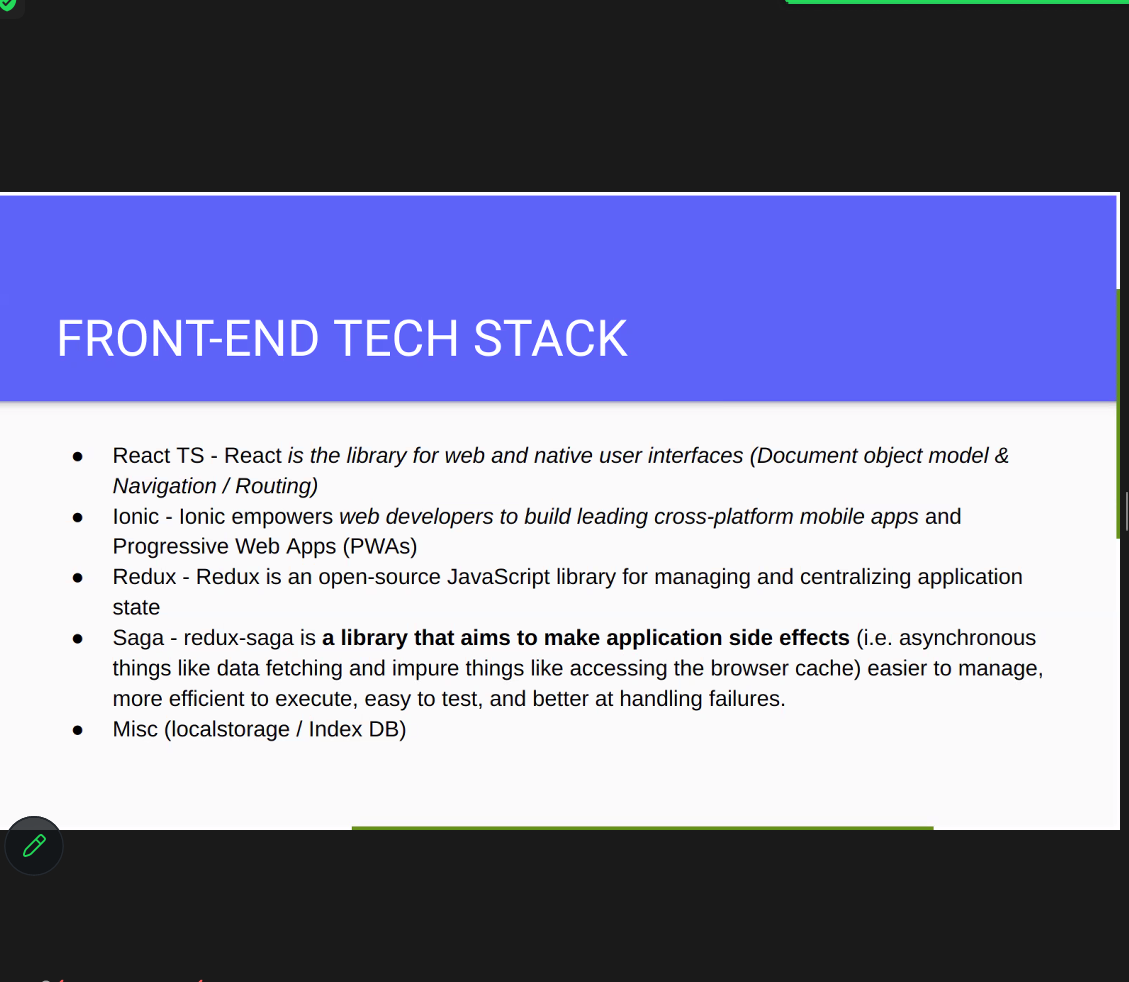 FRONT-END TECH STACK
● React TS - React is the library for web and native user interfaces (Document object model &
Navigation / Routing)
● Ionic - Ionic empowers web developers to build leading cross-platform mobile apps and
Progressive Web Apps (PWAs)
● Redux - Redux is an open-source JavaScript library for managing and centralizing application
state
● Saga - redux-saga is a library that aims to make application side effects (i.e. asynchronous
things like data fetching and impure things like accessing the browser cache) easier to manage,
more efficient to execute, easy to test, and better at handling failures.
● Misc (localstorage / Index DB)